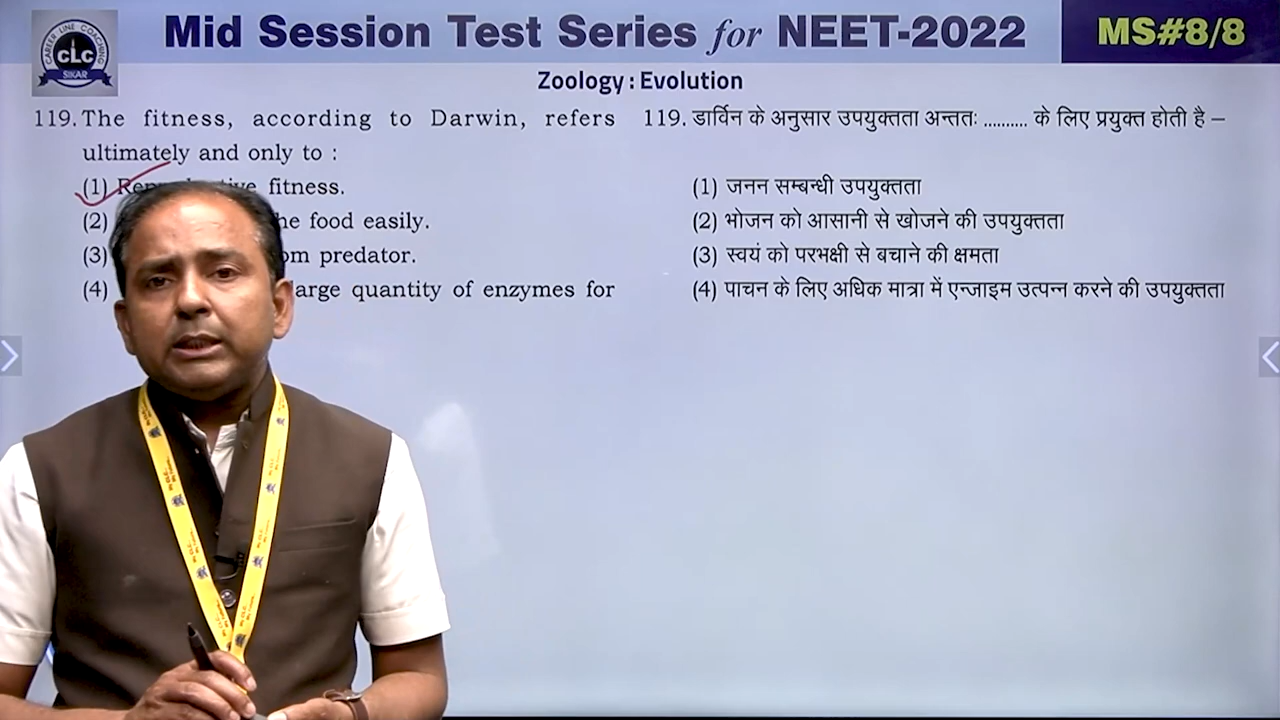 Mid Session Test Series for NEET-2022
MS#8/8
CAREER LINE COACHING
CLC
SIKAR
Zoology : Evolution
119. The fitness, according to Darwin, refers
ultimately and only to :
(1) fitness.
(2) food easily.
(3) predator.
(4) quantity of enzymes for
119. डार्विन के अनुसार उपयुक्तता अन्ततः .......... के लिए प्रयुक्त होती है –
(1) जनन सम्बन्धी उपयुक्तता
(2) भोजन को आसानी से खोजने की उपयुक्तता
(3) स्वयं को परभक्षी से बचाने की क्षमता
(4) पाचन के लिए अधिक मात्रा में एन्जाइम उत्पन्न करने की उपयुक्तता